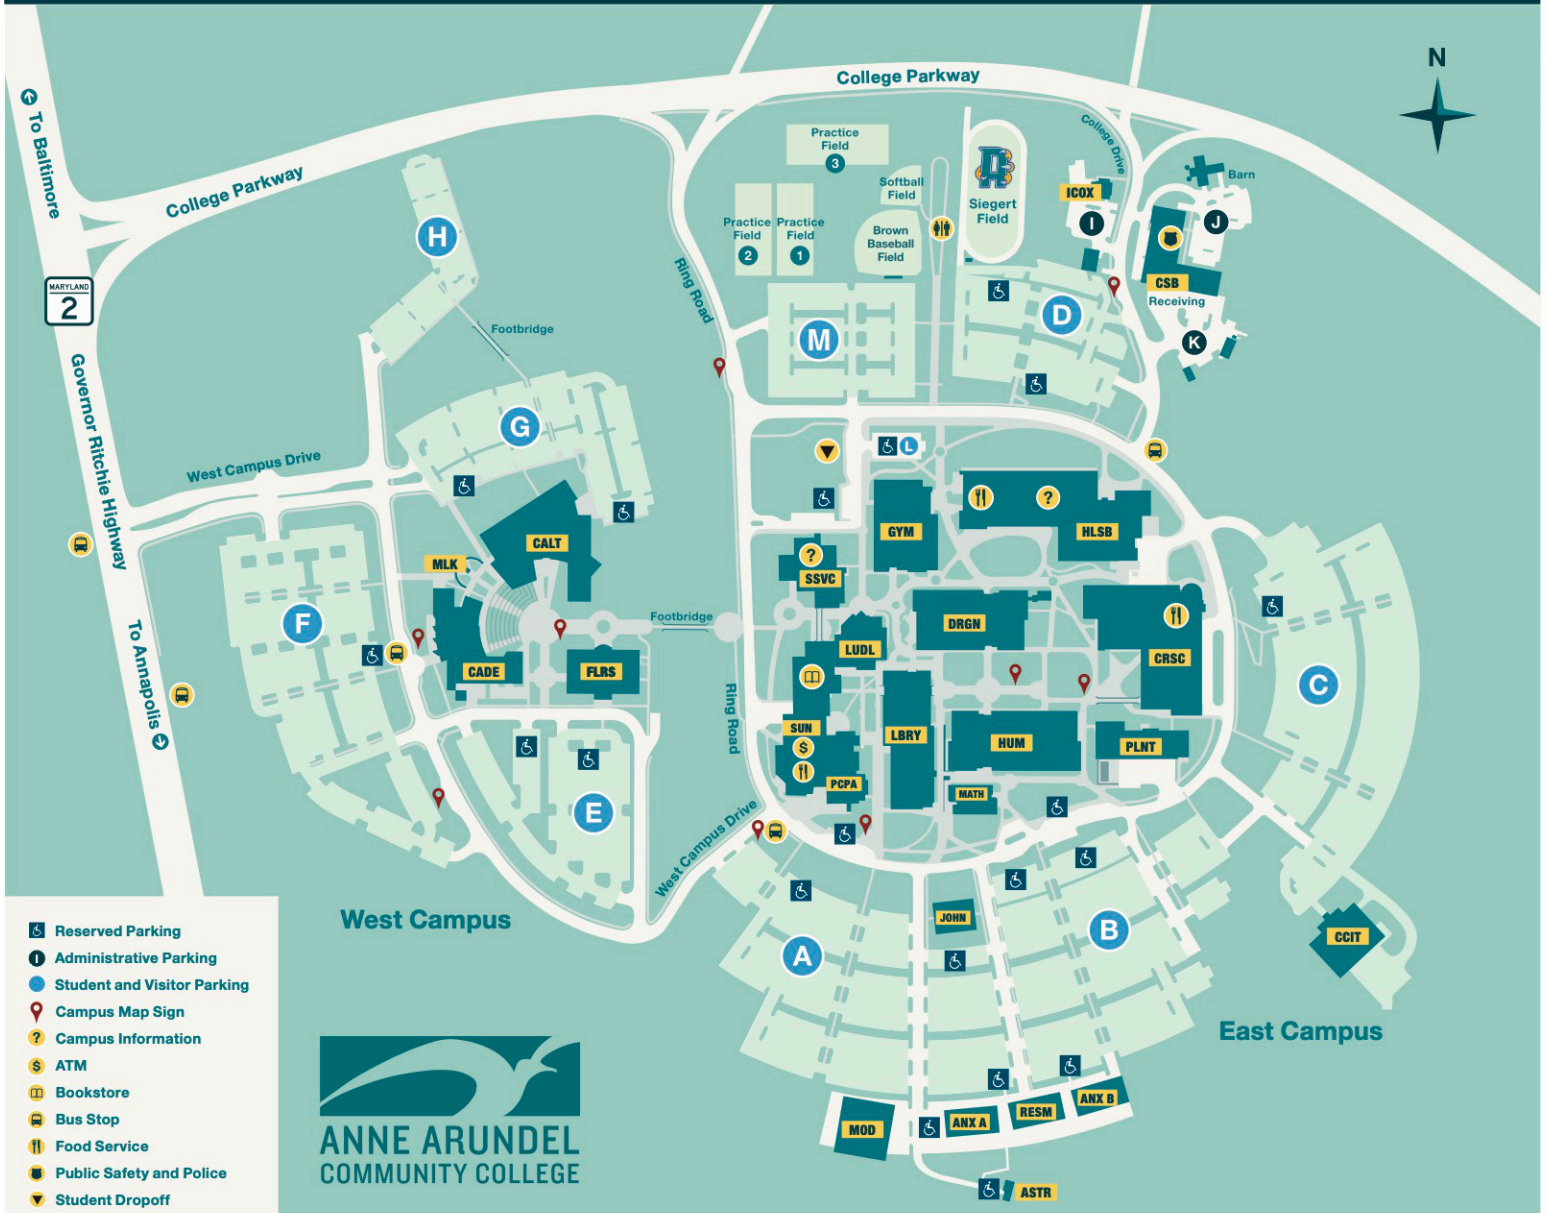 College Parkway
N
To Baltimore
College Parkway
Practice
Field
3
College Drive
Softball
Field
Siegert
Field
ICOX
I
Barn
J
H
Practice
Field
2
Practice
Field
1
Brown
Baseball
Field
CSB
Receiving
MARYLAND
2
Ring Road
Footbridge
M
D
K
Governor Ritchie Highway
G
West Campus Drive
L
?
GYM
HLSB
CALT
MLK
?
SSVC
F
Footbridge
DRGN
LUDL
CRSC
CADE
FLRS
C
To Annapolis
Ring Road
SUN
$
LBRY
HUM
PLNT
PCPA
MATH
E
West Campus Drive
West Campus
JOHN
B
A
CCIT
East Campus
ANX B
RESM
ANX A
MOD
ASTR
Reserved Parking
I Administrative Parking
Student and Visitor Parking
Campus Map Sign
? Campus Information
$ ATM
Bookstore
Bus Stop
Food Service
Public Safety and Police
Student Dropoff
ANNE ARUNDEL
COMMUNITY COLLEGE